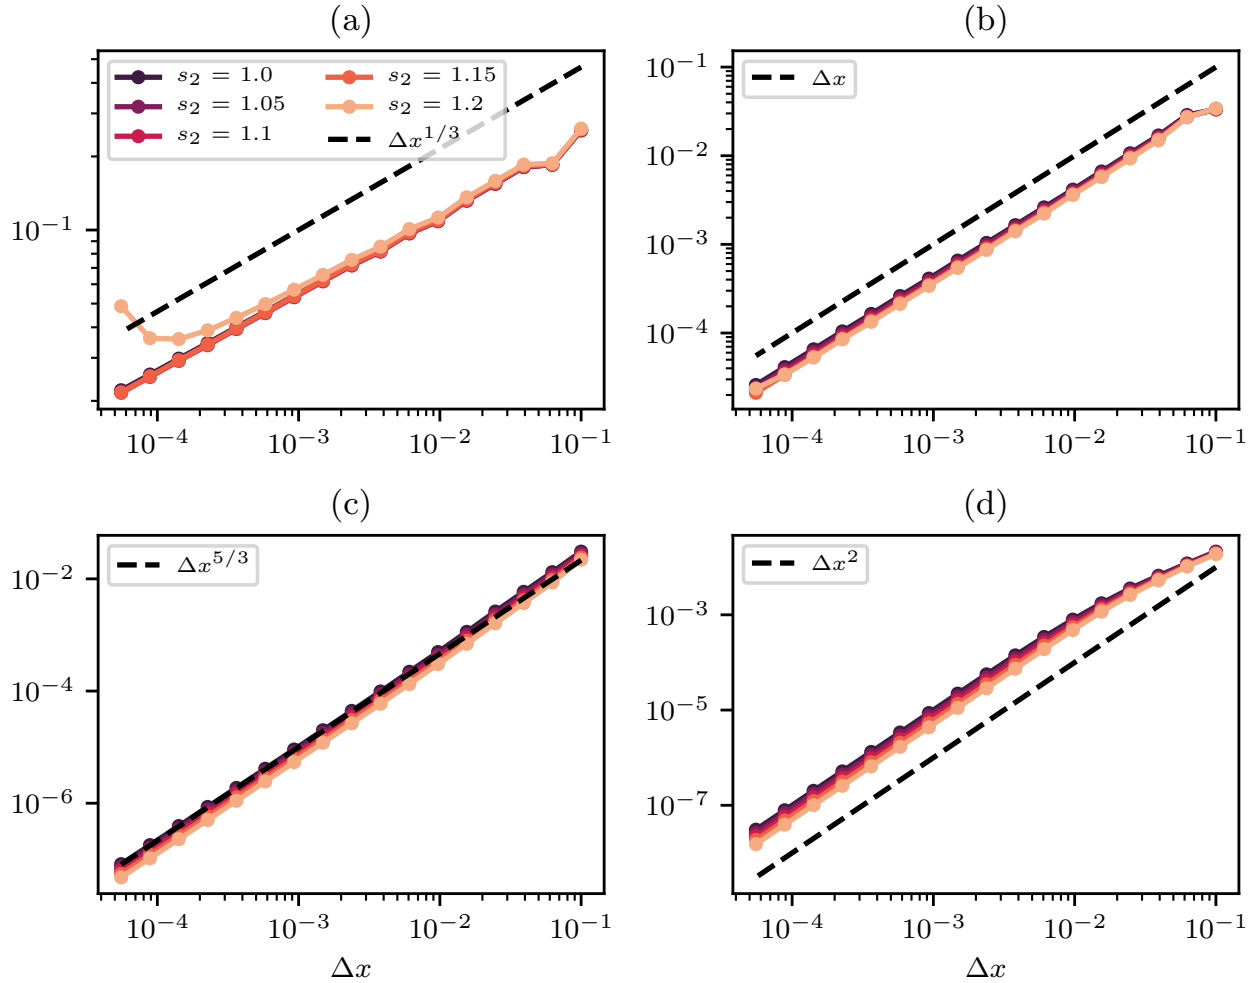 (a)
s₂ = 1.0
s₂ = 1.05
s₂ = 1.1
s₂ = 1.15
s₂ = 1.2
Δx^{1/3}
10⁻¹
10⁻⁴ 10⁻³ 10⁻² 10⁻¹
(b)
Δx
10⁻¹
10⁻²
10⁻³
10⁻⁴
10⁻⁴ 10⁻³ 10⁻² 10⁻¹
(c)
Δx^{5/3}
10⁻²
10⁻⁴
10⁻⁶
10⁻⁴ 10⁻³ 10⁻² 10⁻¹
Δx
(d)
Δx²
10⁻³
10⁻⁵
10⁻⁷
10⁻⁴ 10⁻³ 10⁻² 10⁻¹
Δx